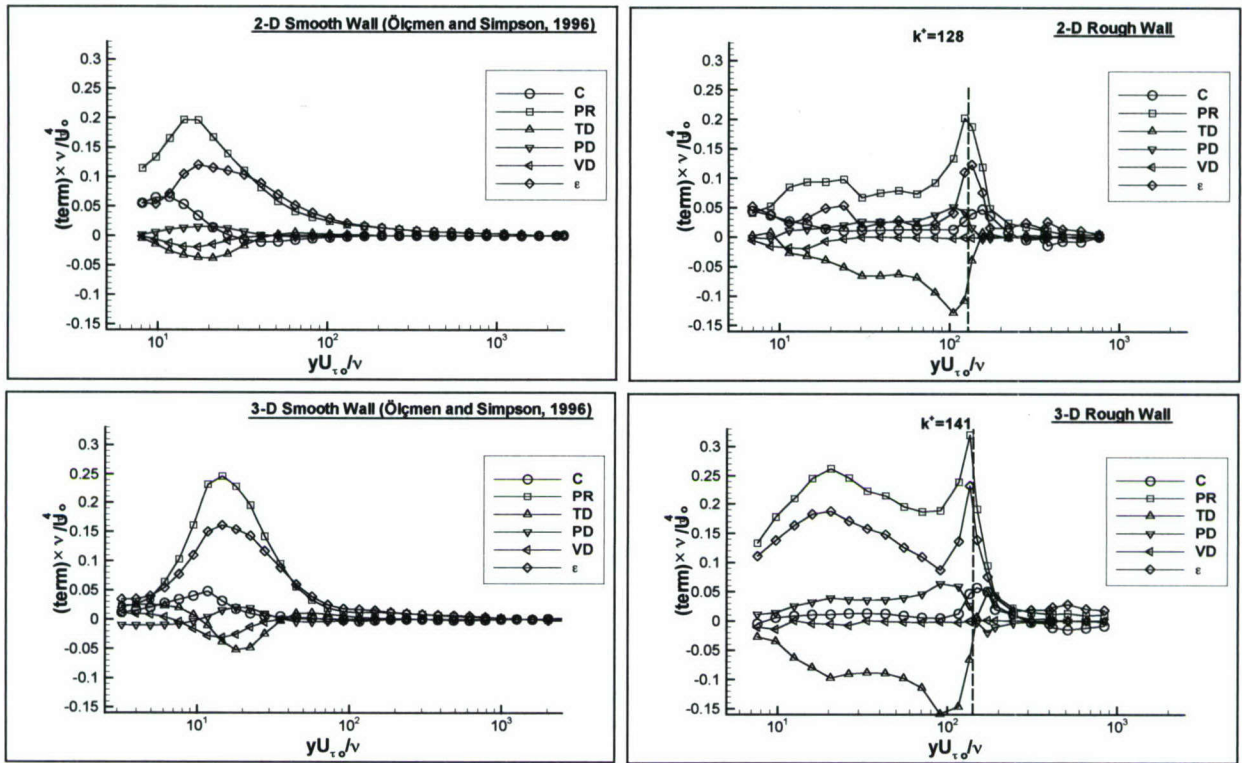 2-D Smooth Wall (Ölçmen and Simpson, 1996)
0.3
0.25
0.2
0.15
0.1
0.05
0
-0.05
-0.1
-0.15
(term)× ν/U⁴τo
C
PR
TD
PD
VD
ε
10¹
10²
10³
yUτo/ν
2-D Rough Wall
k⁺=128
0.3
0.25
0.2
0.15
0.1
0.05
0
-0.05
-0.1
-0.15
(term)× ν/U⁴τo
C
PR
TD
PD
VD
ε
10¹
10²
10³
yUτo/ν
3-D Smooth Wall (Ölçmen and Simpson, 1996)
0.3
0.25
0.2
0.15
0.1
0.05
0
-0.05
-0.1
-0.15
(term)× ν/U⁴τo
C
PR
TD
PD
VD
ε
10¹
10²
10³
yUτo/ν
3-D Rough Wall
k⁺=141
0.3
0.25
0.2
0.15
0.1
0.05
0
-0.05
-0.1
-0.15
(term)× ν/U⁴τo
C
PR
TD
PD
VD
ε
10¹
10²
10³
yUτo/ν